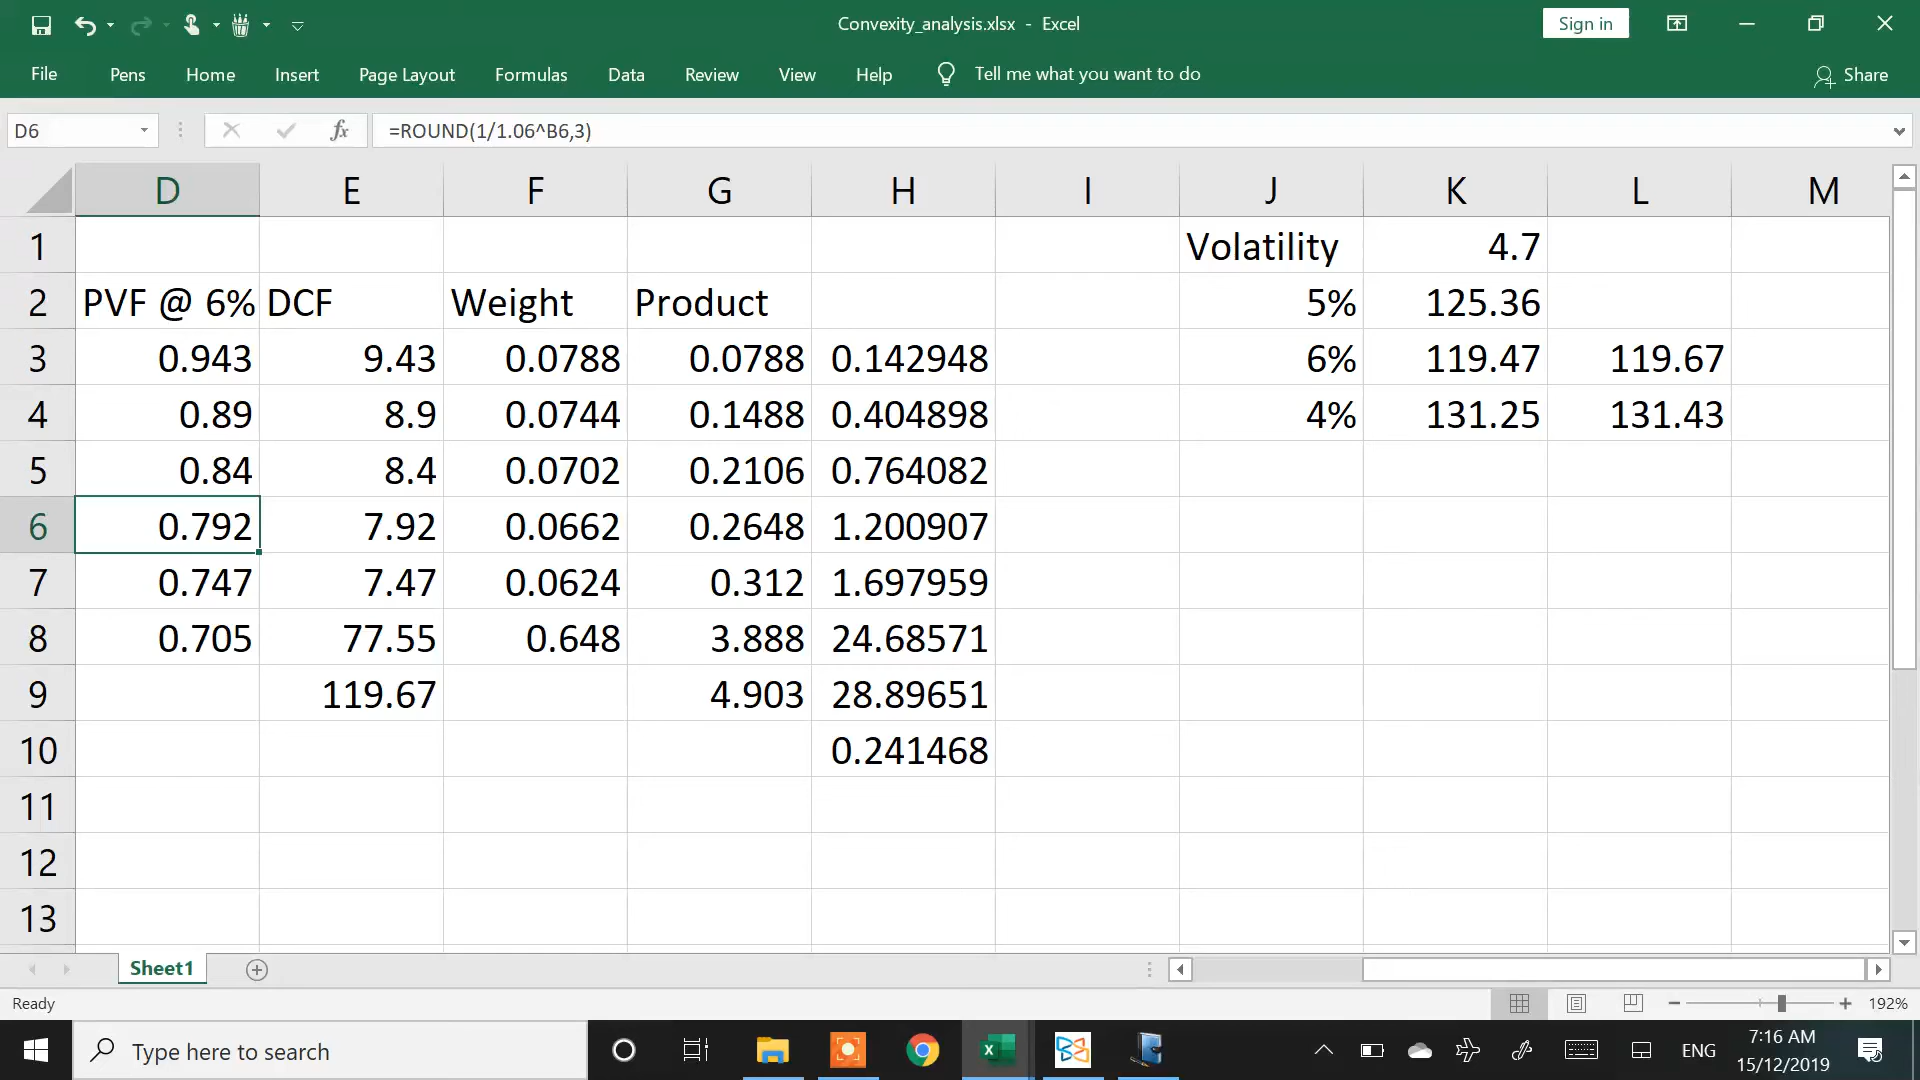 Convexity_analysis.xlsx - Excel
Sign in
File Pens Home Insert Page Layout Formulas Data Review View Help Tell me what you want to do Share
D6 fx =ROUND(1/1.06^B6,3)
D E F G H I J K L M
1 Volatility 4.7
2 PVF @ 6% DCF Weight Product 5% 125.36
3 0.943 9.43 0.0788 0.0788 0.142948 6% 119.47 119.67
4 0.89 8.9 0.0744 0.1488 0.404898 4% 131.25 131.43
5 0.84 8.4 0.0702 0.2106 0.764082
6 0.792 7.92 0.0662 0.2648 1.200907
7 0.747 7.47 0.0624 0.312 1.697959
8 0.705 77.55 0.648 3.888 24.68571
9 119.67 4.903 28.89651
10 0.241468
11
12
13
Sheet1
Ready 192%
Type here to search ENG 7:16 AM
15/12/2019